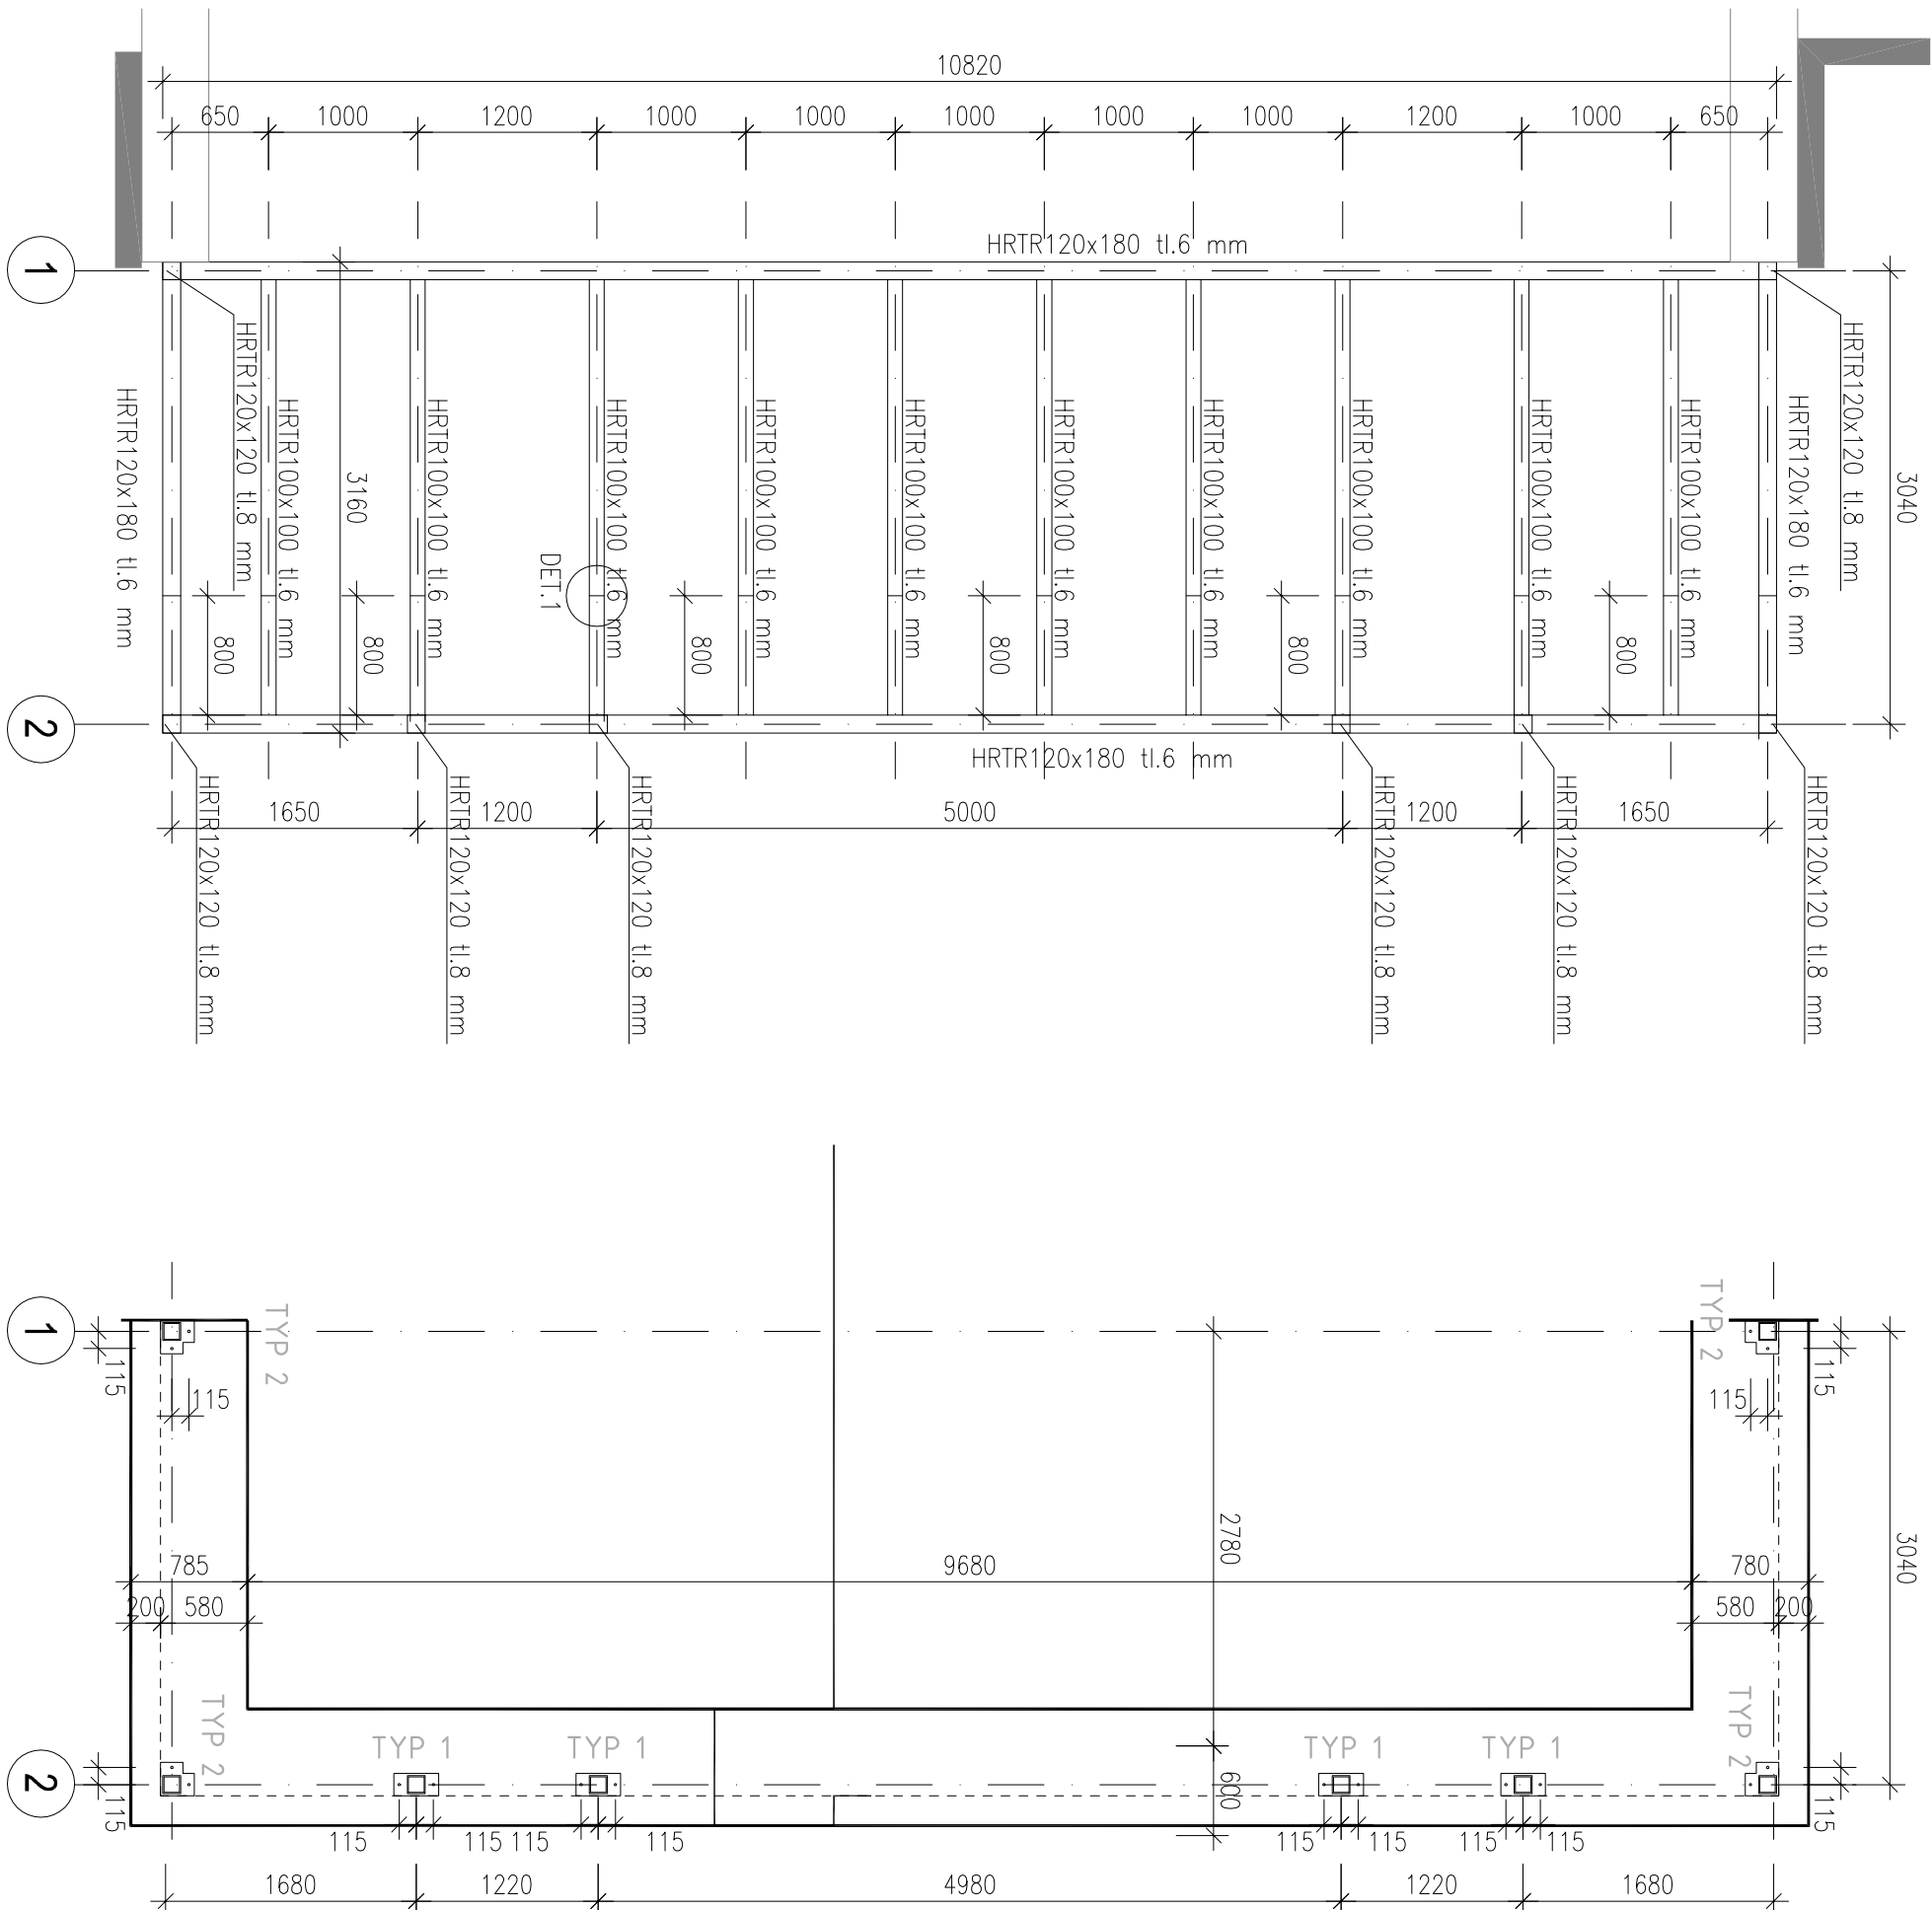 10820
650
1000
1200
1000
1000
1000
1000
1000
1200
1000
650
HRTR120x180 tl.6 mm
1
3040
HRTR120x120 tl.8 mm
HRTR120x120 tl.8 mm
HRTR120x180 tl.6 mm
HRTR100x100 tl.6 mm
HRTR100x100 tl.6 mm
HRTR100x100 tl.6 mm
HRTR100x100 tl.6 mm
HRTR100x100 tl.6 mm
HRTR100x100 tl.6 mm
HRTR100x100 tl.6 mm
HRTR100x100 tl.6 mm
HRTR100x100 tl.6 mm
HRTR100x100 tl.6 mm
HRTR120x180 tl.6 mm
3160
DET.1
800
800
800
800
800
800
2
HRTR120x180 tl.6 mm
HRTR120x120 tl.8 mm
HRTR120x120 tl.8 mm
HRTR120x120 tl.8 mm
HRTR120x120 tl.8 mm
HRTR120x120 tl.8 mm
HRTR120x120 tl.8 mm
1650
1200
5000
1200
1650
1
TYP 2
TYP 2
115
115
115
115
3040
2780
785
9680
780
200
580
580
200
TYP 2
TYP 1
TYP 1
TYP 1
TYP 1
TYP 2
2
600
115
115
115
115
115
115
115
115
115
115
1680
1220
4980
1220
1680